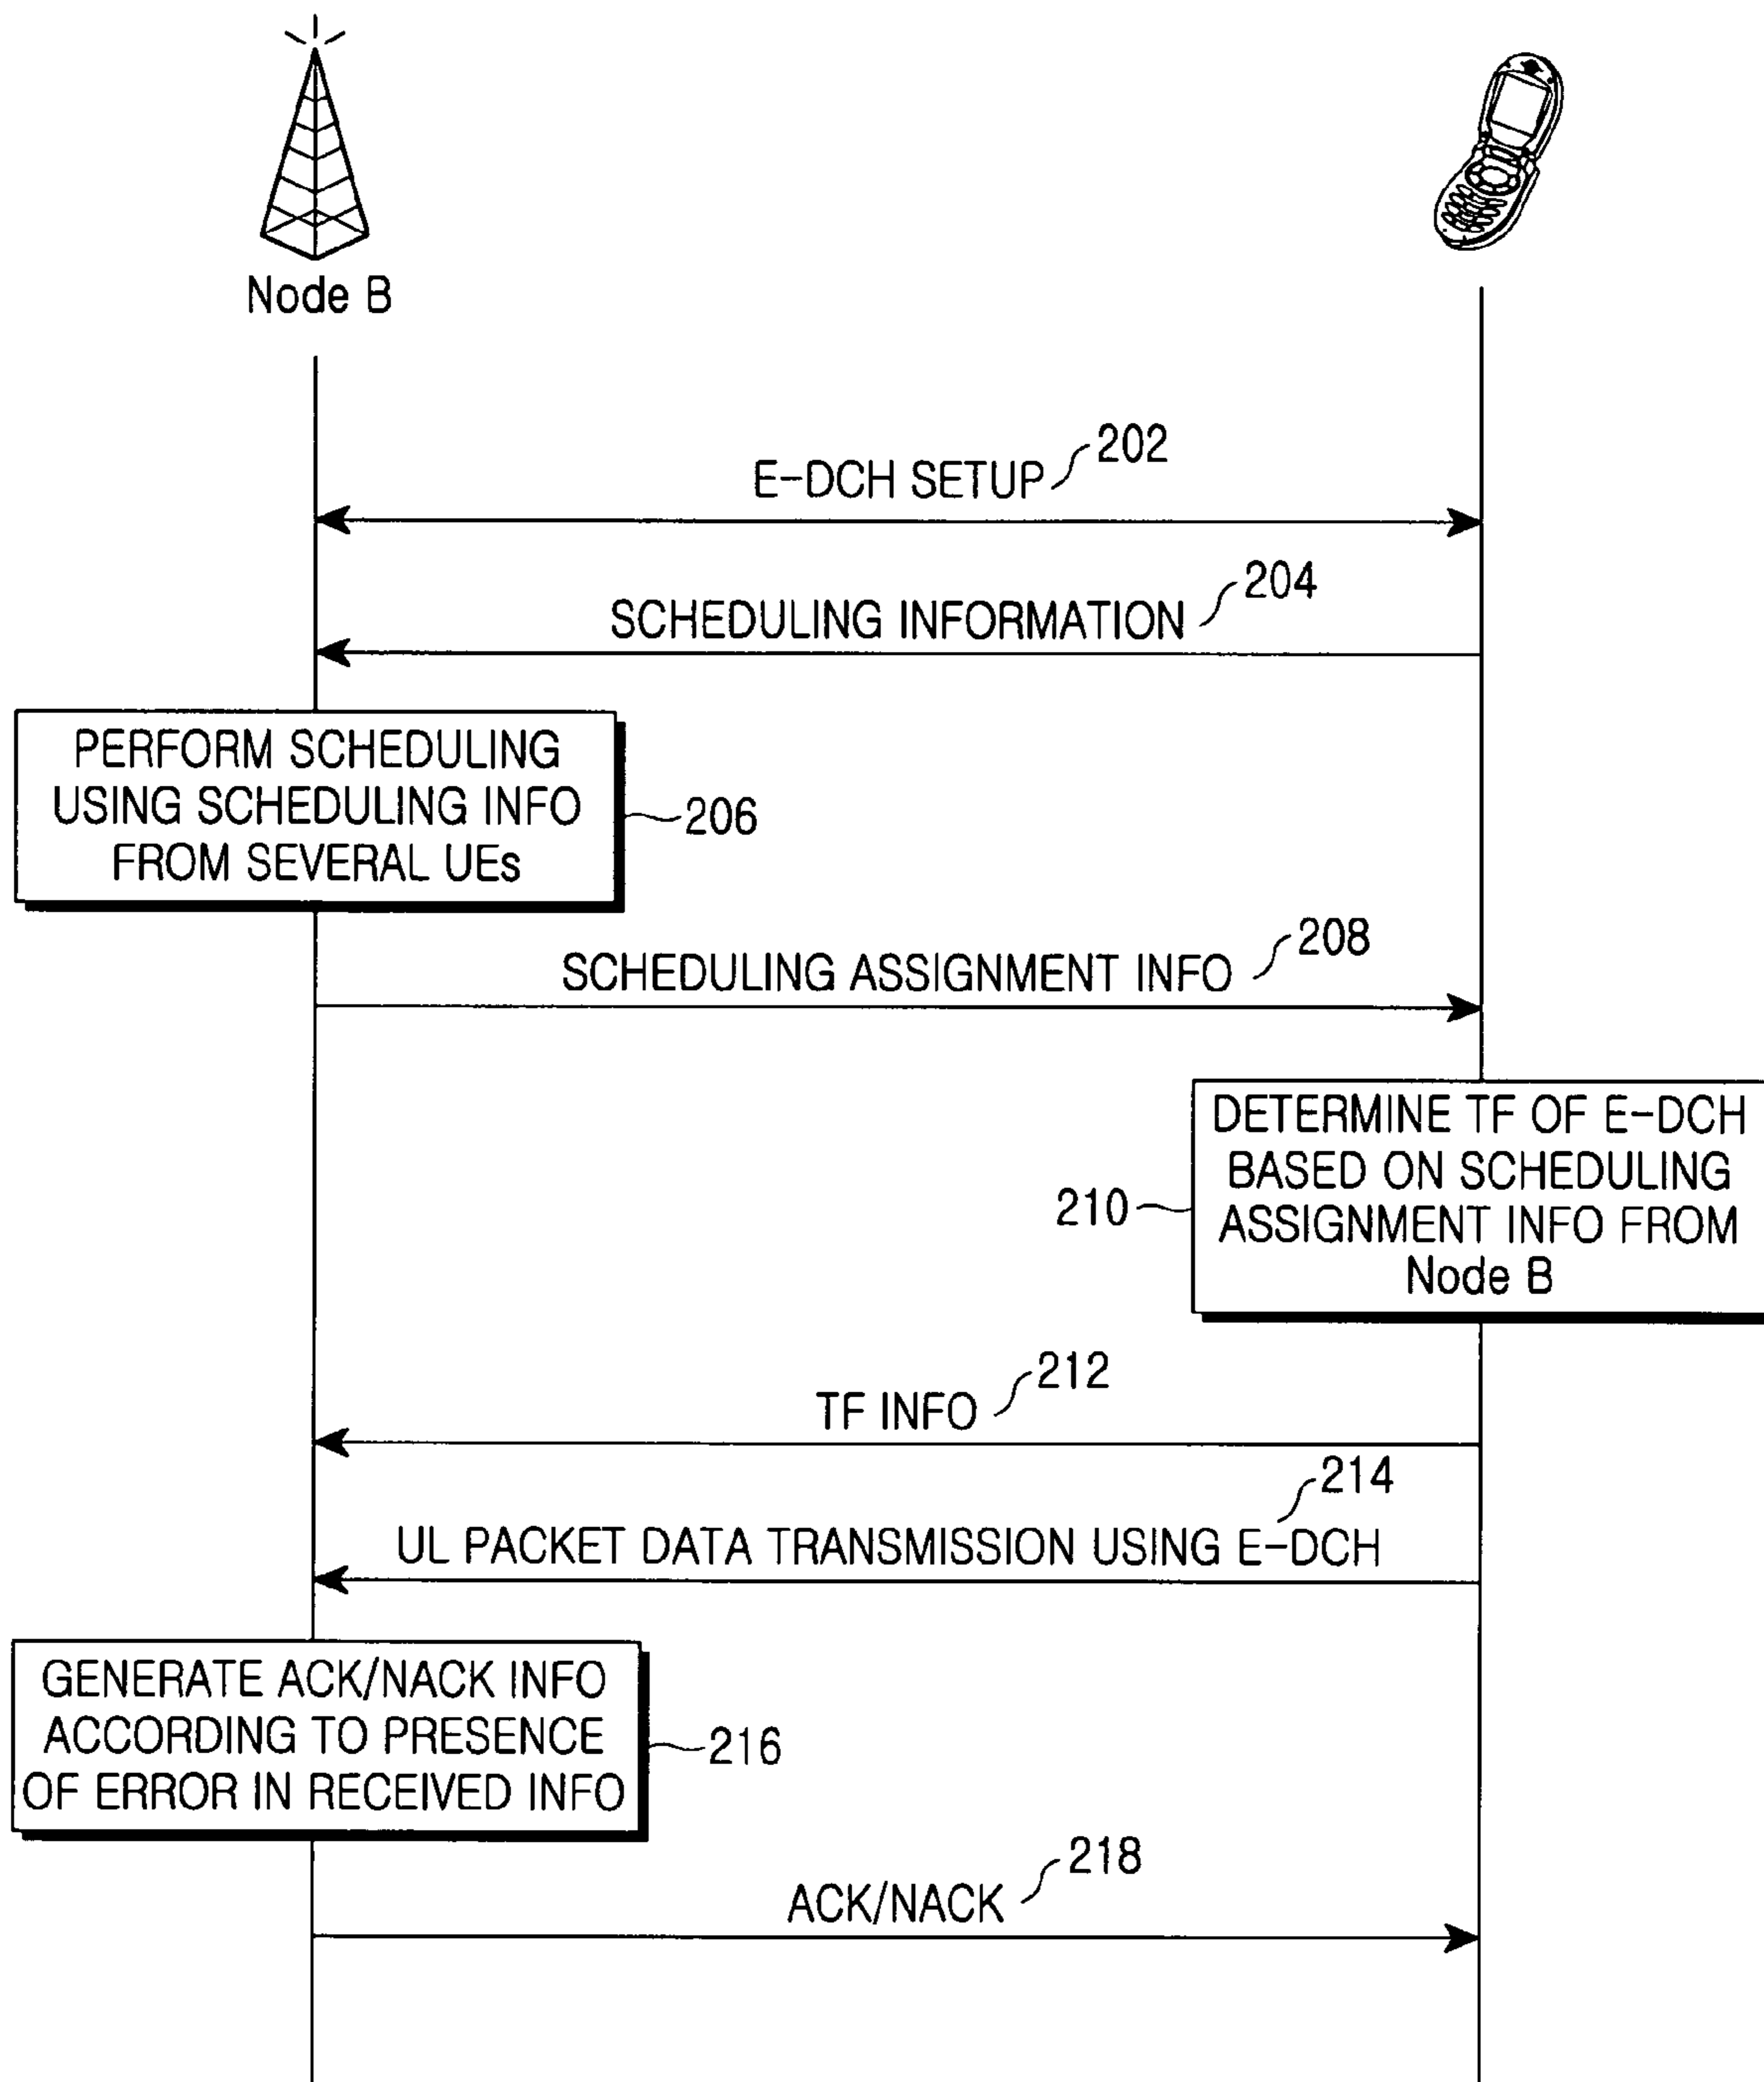 Node B
202
E-DCH SETUP
204
SCHEDULING INFORMATION
PERFORM SCHEDULING
USING SCHEDULING INFO
FROM SEVERAL UEs
206
208
SCHEDULING ASSIGNMENT INFO
DETERMINE TF OF E-DCH
BASED ON SCHEDULING
ASSIGNMENT INFO FROM
Node B
210
212
TF INFO
214
UL PACKET DATA TRANSMISSION USING E-DCH
GENERATE ACK/NACK INFO
ACCORDING TO PRESENCE
OF ERROR IN RECEIVED INFO
216
218
ACK/NACK